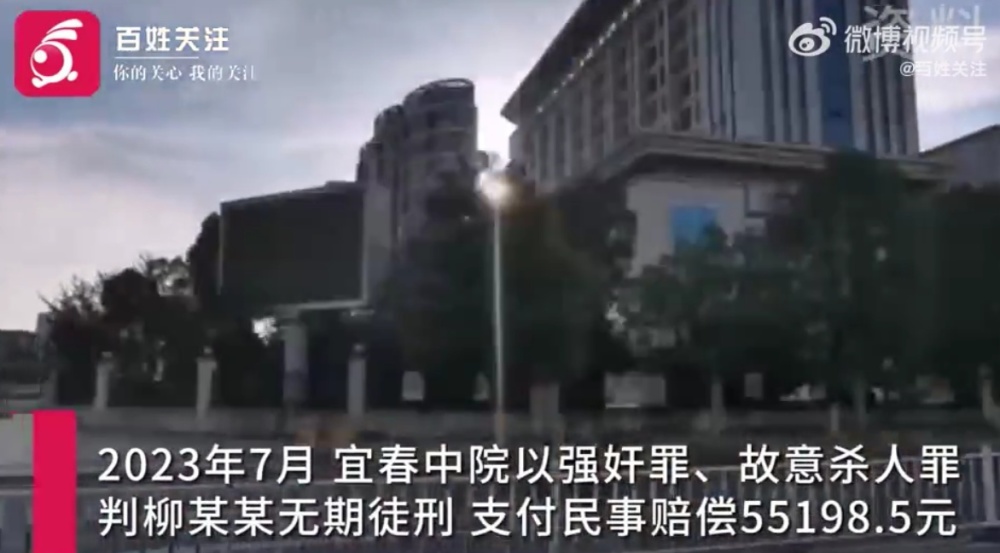 百姓关注
你的关心 我的关注
资料
微博视频号
@百姓关注
2023年7月 宜春中院以强奸罪、故意杀人罪
判柳某某无期徒刑 支付民事赔偿55198.5元